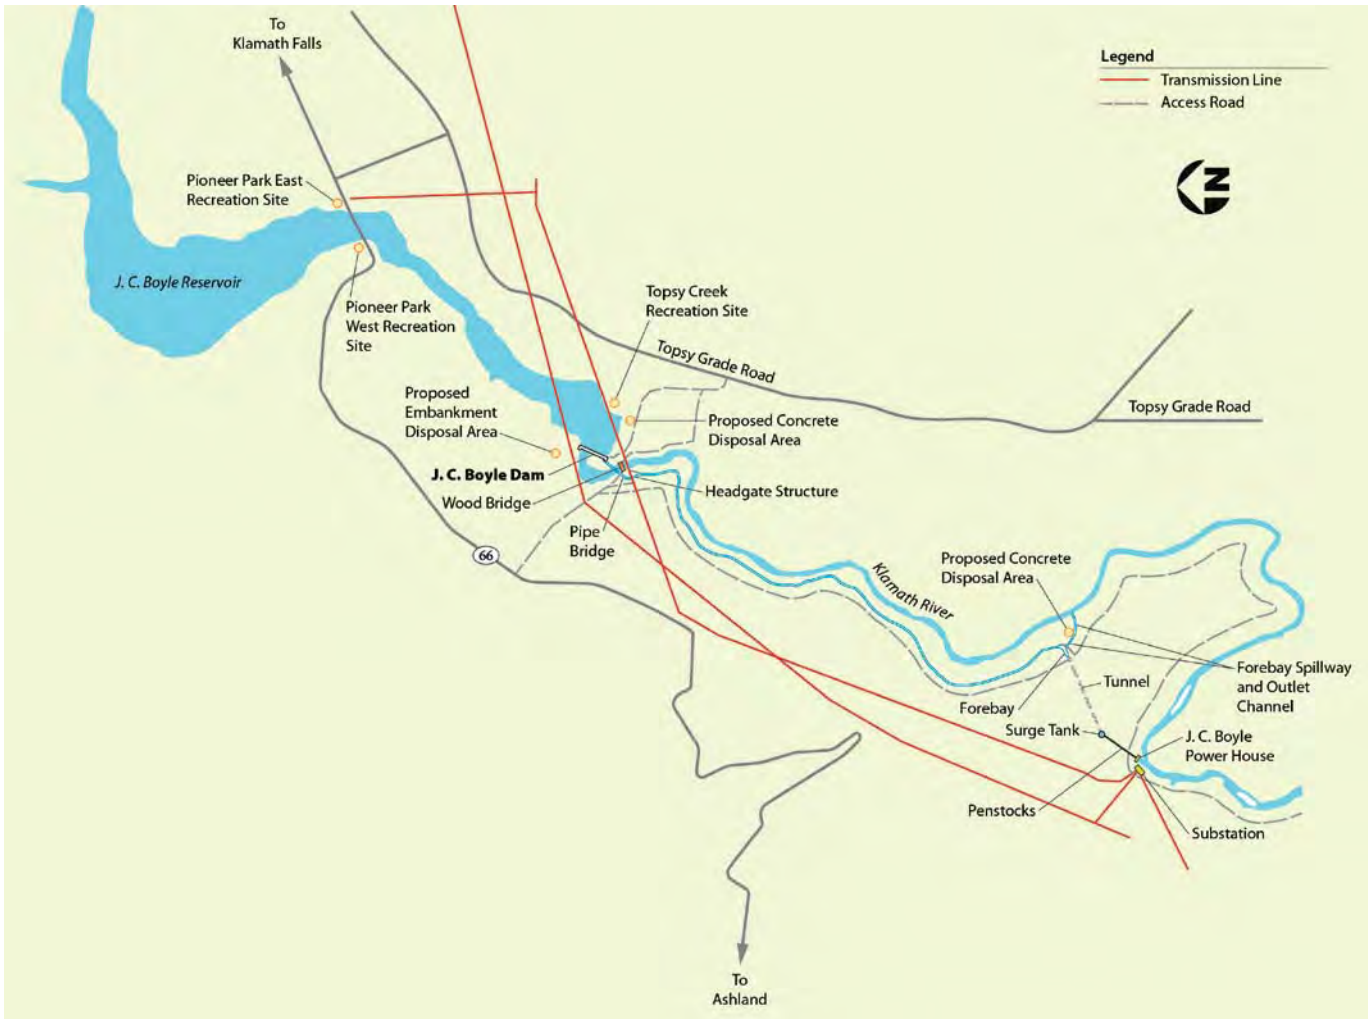 To
Klamath Falls
Legend
Transmission Line
Access Road
N
Pioneer Park East
Recreation Site
J. C. Boyle Reservoir
Pioneer Park
West Recreation
Site
Topsy Creek
Recreation Site
Topsy Grade Road
Topsy Grade Road
Proposed
Embankment
Disposal Area
Proposed Concrete
Disposal Area
J. C. Boyle Dam
Wood Bridge
Headgate Structure
Pipe
Bridge
66
Klamath River
Proposed Concrete
Disposal Area
Forebay Spillway
and Outlet
Channel
Tunnel
Forebay
Surge Tank
J. C. Boyle
Power House
Penstocks
Substation
To
Ashland